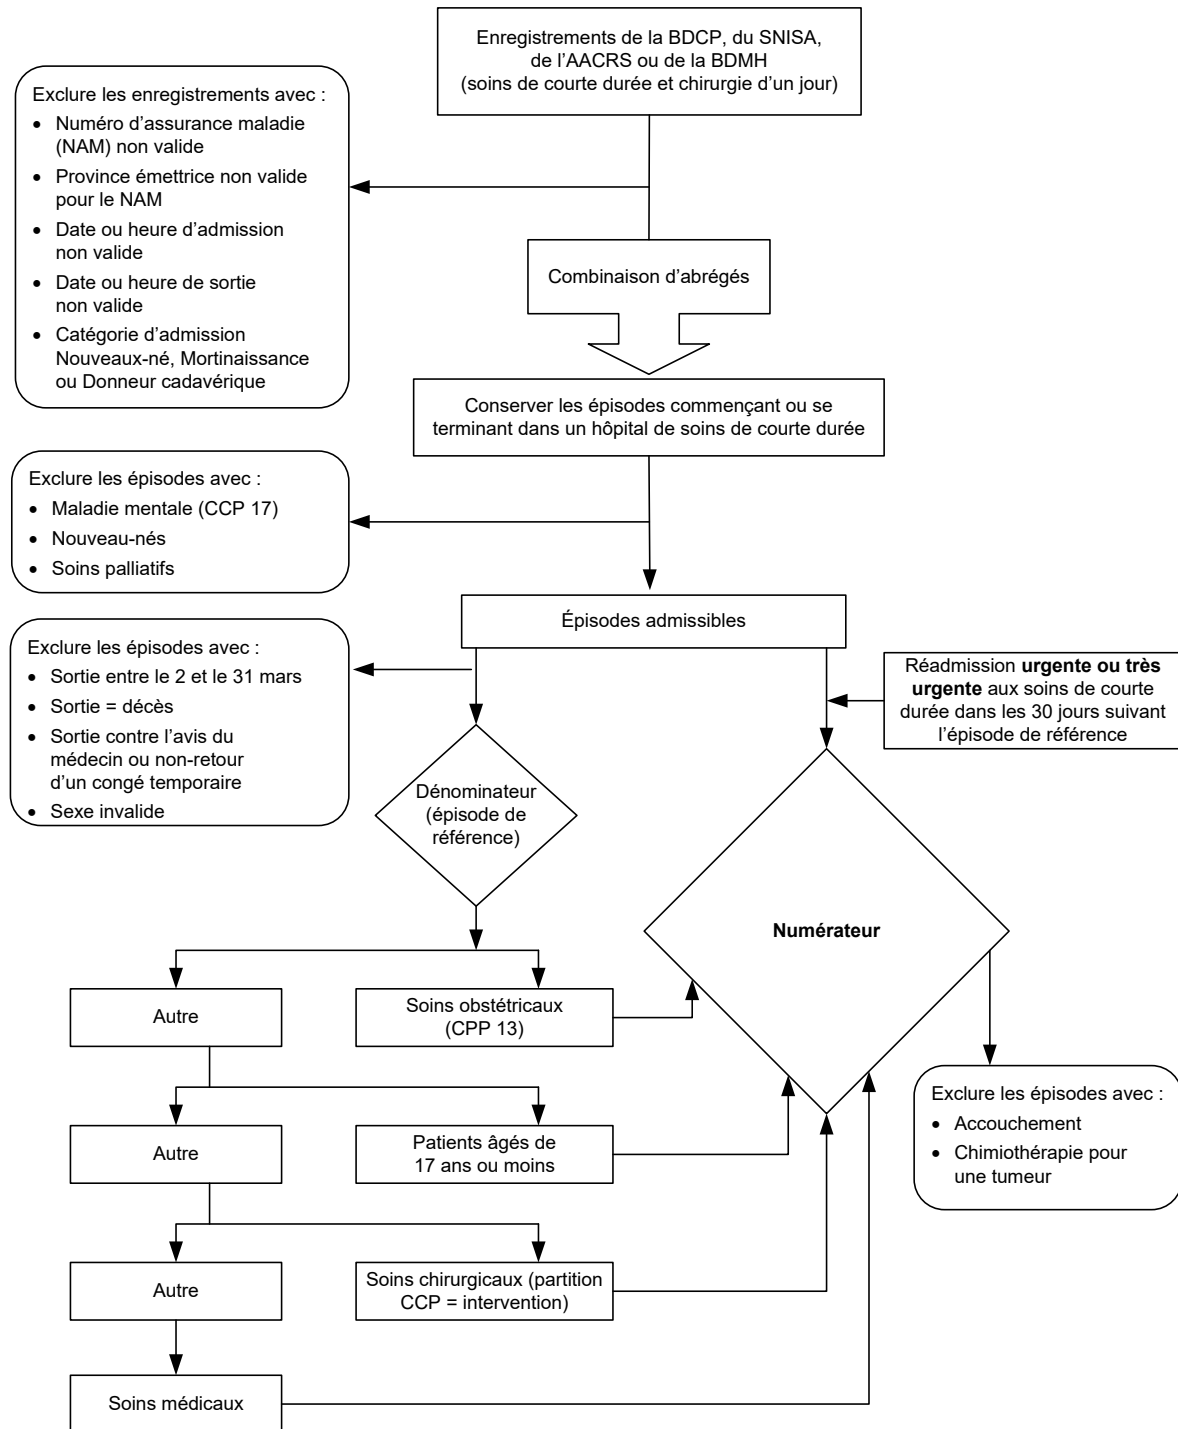 Enregistrements de la BDCP, du SNISA,
de l'AACRS ou de la BDMH
(soins de courte durée et chirurgie d'un jour)
Exclure les enregistrements avec :
• Numéro d'assurance maladie
(NAM) non valide
• Province émettrice non valide
pour le NAM
• Date ou heure d'admission
non valide
• Date ou heure de sortie
non valide
• Catégorie d'admission
Nouveaux-né, Mortinaissance
ou Donneur cadavérique
Combinaison d'abrégés
Conserver les épisodes commençant ou se
terminant dans un hôpital de soins de courte durée
Exclure les épisodes avec :
• Maladie mentale (CCP 17)
• Nouveau-nés
• Soins palliatifs
Épisodes admissibles
Exclure les épisodes avec :
• Sortie entre le 2 et le 31 mars
• Sortie = décès
• Sortie contre l'avis du
médecin ou non-retour
d'un congé temporaire
• Sexe invalide
Réadmission urgente ou très
urgente aux soins de courte
durée dans les 30 jours suivant
l'épisode de référence
Dénominateur
(épisode de
référence)
Numérateur
Autre
Soins obstétricaux
(CPP 13)
Exclure les épisodes avec :
• Accouchement
• Chimiothérapie pour
une tumeur
Autre
Patients âgés de
17 ans ou moins
Autre
Soins chirurgicaux (partition
CCP = intervention)
Soins médicaux